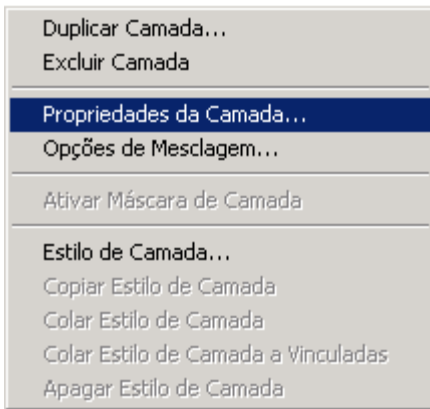 Duplicar Camada...
Excluir Camada
Propriedades da Camada...
Opções de Mesclagem...
Ativar Máscara de Camada
Estilo de Camada...
Copiar Estilo de Camada
Colar Estilo de Camada
Colar Estilo de Camada a Vinculadas
Apagar Estilo de Camada